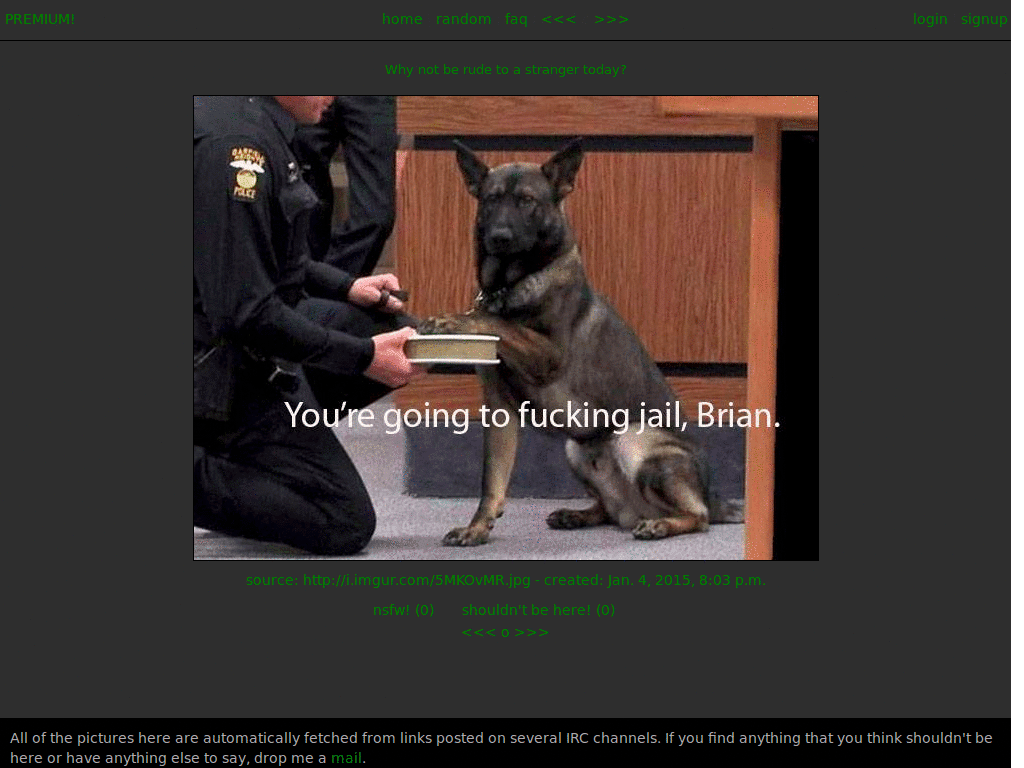 PREMIUM! home random faq <<< >>> login signup
Why not be rude to a stranger today?
GARFIELD
HEIGHTS
POLICE
You're going to fucking jail, Brian.
source: http://i.imgur.com/5MKOvMR.jpg - created: Jan. 4, 2015, 8:03 p.m.
nsfw! (0) shouldn't be here! (0)
<<< o >>>
All of the pictures here are automatically fetched from links posted on several IRC channels. If you find anything that you think shouldn't be
here or have anything else to say, drop me a mail.